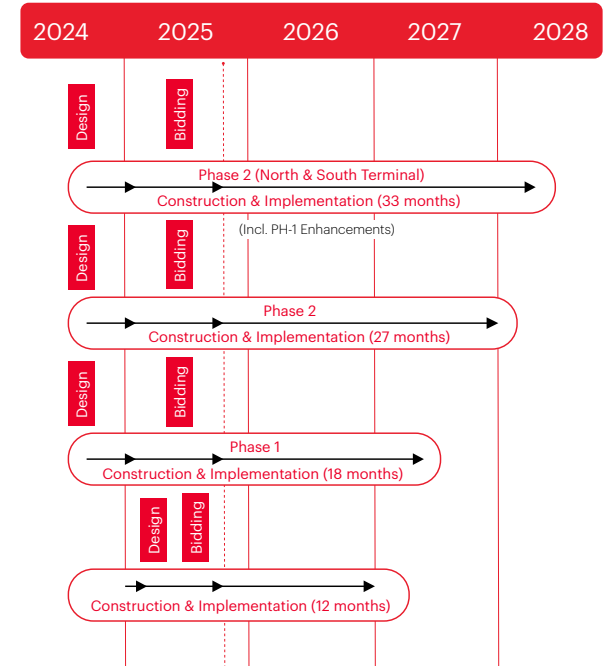 2024 2025 2026 2027 2028
Design
Bidding
Phase 2 (North & South Terminal)
Construction & Implementation (33 months)
(Incl. PH-1 Enhancements)
Design
Bidding
Phase 2
Construction & Implementation (27 months)
Design
Bidding
Phase 1
Construction & Implementation (18 months)
Design
Bidding
Construction & Implementation (12 months)